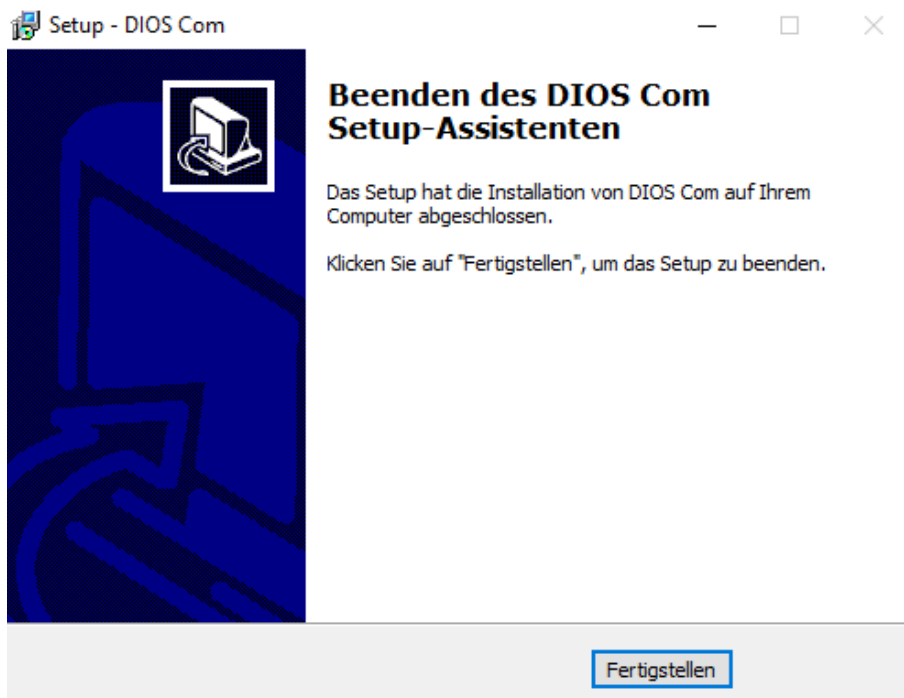 Setup - DIOS Com
Beenden des DIOS Com
Setup-Assistenten
Das Setup hat die Installation von DIOS Com auf Ihrem
Computer abgeschlossen.
Klicken Sie auf "Fertigstellen", um das Setup zu beenden.
Fertigstellen